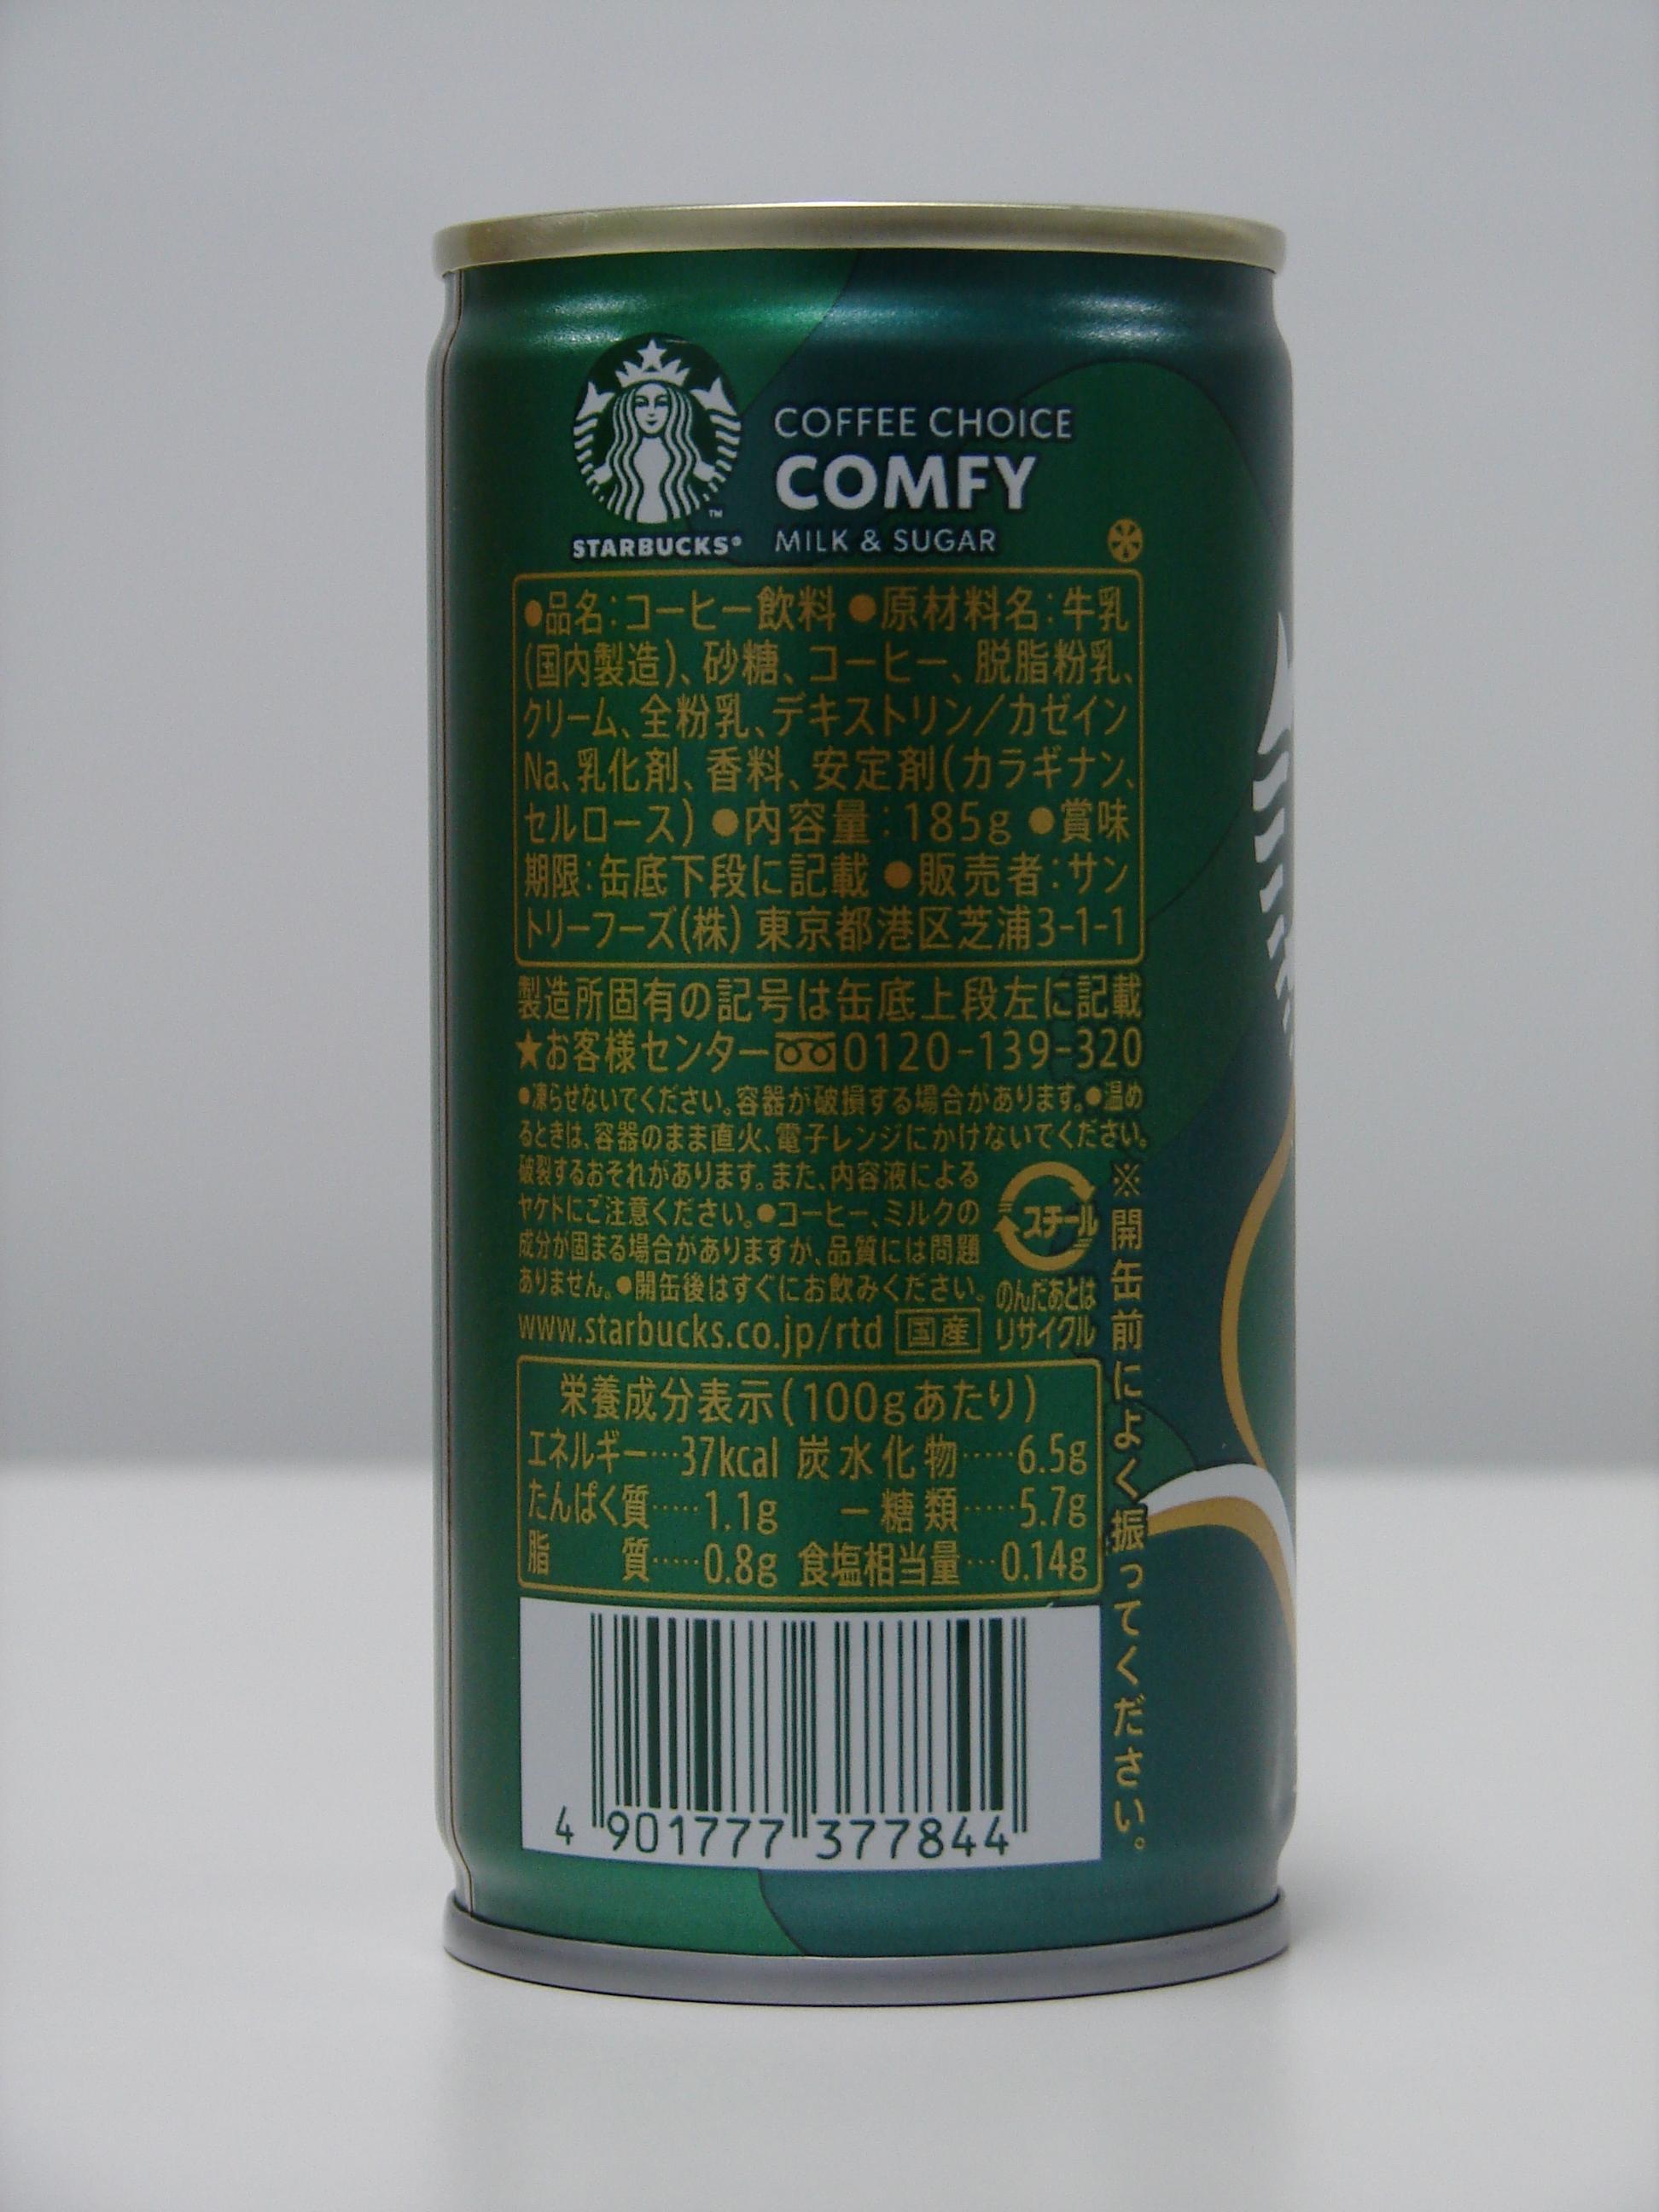 STARBUCKS®
COFFEE CHOICE
COMFY
MILK & SUGAR
●品名:コーヒー飲料 ●原材料名:牛乳
(国内製造)、砂糖、コーヒー、脱脂粉乳、
クリーム、全粉乳、デキストリン/カゼイン
Na、乳化剤、香料、安定剤(カラギナン、
セルロース) ●内容量:185g ●賞味
期限:缶底下段に記載 ●販売者:サン
トリーフーズ(株) 東京都港区芝浦3-1-1
製造所固有の記号は缶底上段左に記載
★お客様センター 0120-139-320
●凍らせないでください。容器が破損する場合があります。●温め
るときは、容器のまま直火、電子レンジにかけないでください。
破裂するおそれがあります。また、内容液による
ヤケドにご注意ください。●コーヒー、ミルクの
成分が固まる場合がありますが、品質には問題
ありません。●開缶後はすぐにお飲みください。
www.starbucks.co.jp/rtd 国産
スチール
のんだあとは
リサイクル
※開缶前によく振ってください。
栄養成分表示(100gあたり)
エネルギー…37kcal 炭水化物……6.5g
たんぱく質……1.1g -糖類……5.7g
脂質……0.8g 食塩相当量…0.14g
4 901777 377844
TM